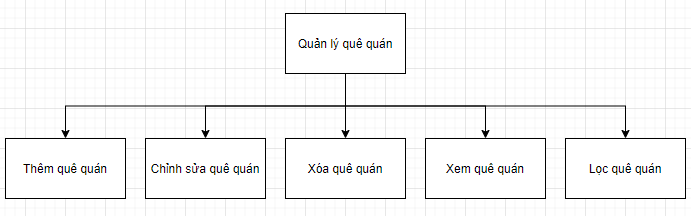 Quản lý quê quán
Thêm quê quán
Chỉnh sửa quê quán
Xóa quê quán
Xem quê quán
Lọc quê quán